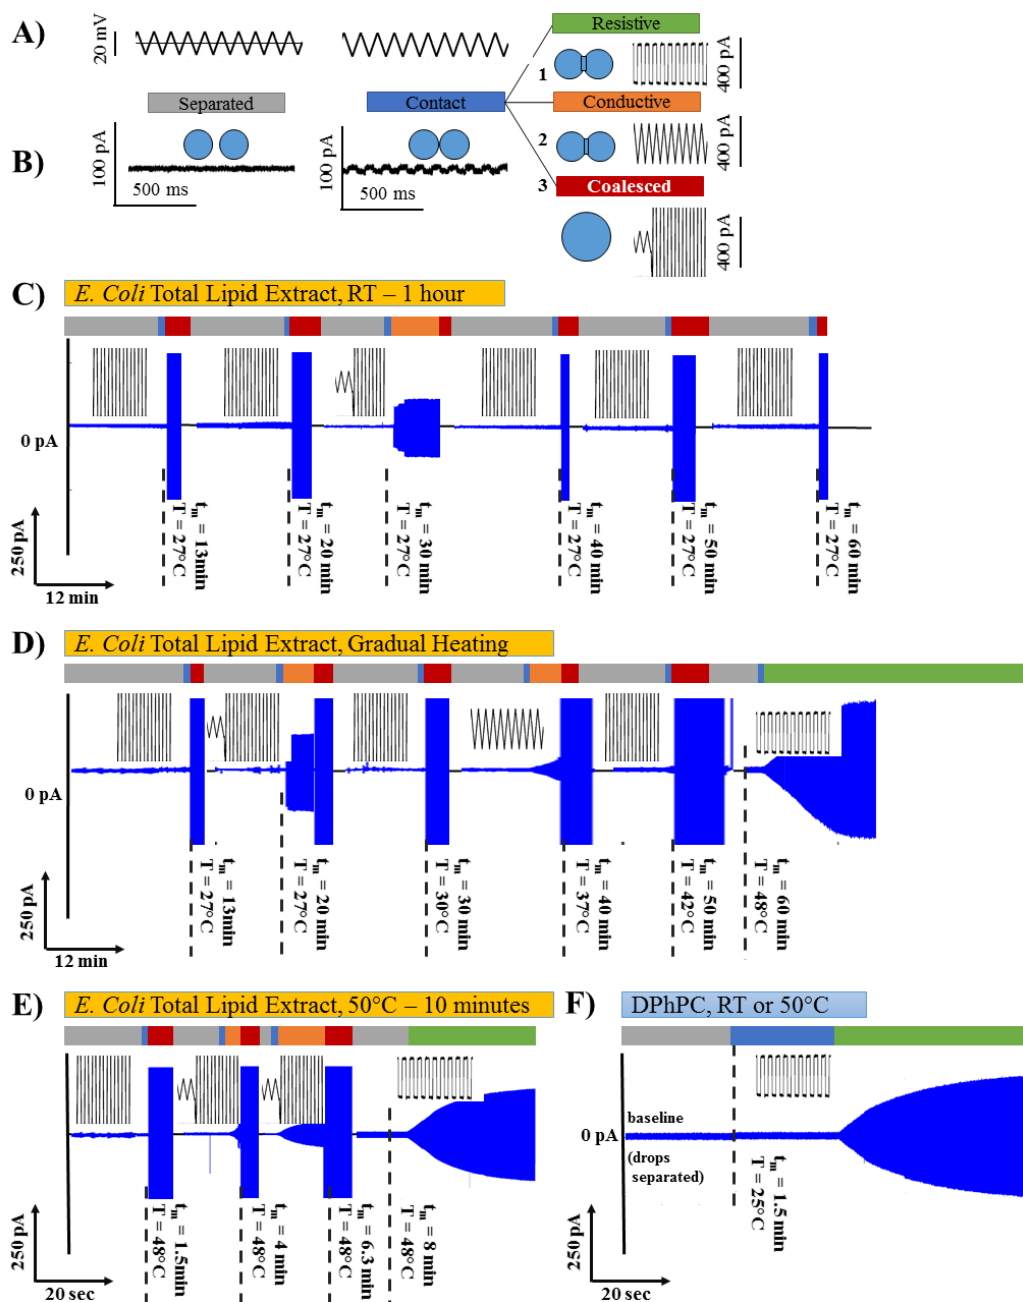 A)
20 mV
Resistive
1
400 pA
Separated
Contact
Conductive
B)
100 pA
500 ms
100 pA
500 ms
2
400 pA
3
Coalesced
400 pA
C)
E. Coli Total Lipid Extract, RT – 1 hour
0 pA
250 pA
12 min
tm = 13min
T = 27°C
tm = 20 min
T = 27°C
tm = 30 min
T = 27°C
tm = 40 min
T = 27°C
tm = 50 min
T = 27°C
tm = 60 min
T = 27°C
D)
E. Coli Total Lipid Extract, Gradual Heating
0 pA
250 pA
12 min
tm = 13min
T = 27°C
tm = 20 min
T = 27°C
tm = 30 min
T = 30°C
tm = 40 min
T = 37°C
tm = 50 min
T = 42°C
tm = 60 min
T = 48°C
E)
E. Coli Total Lipid Extract, 50°C – 10 minutes
250 pA
20 sec
tm = 1.5min
T = 48°C
tm = 4 min
T = 48°C
tm = 6.3 min
T = 48°C
tm = 8 min
T = 48°C
F)
DPhPC, RT or 50°C
baseline
0 pA
(drops
separated)
tm = 1.5 min
T = 25°C
250 pA
20 sec